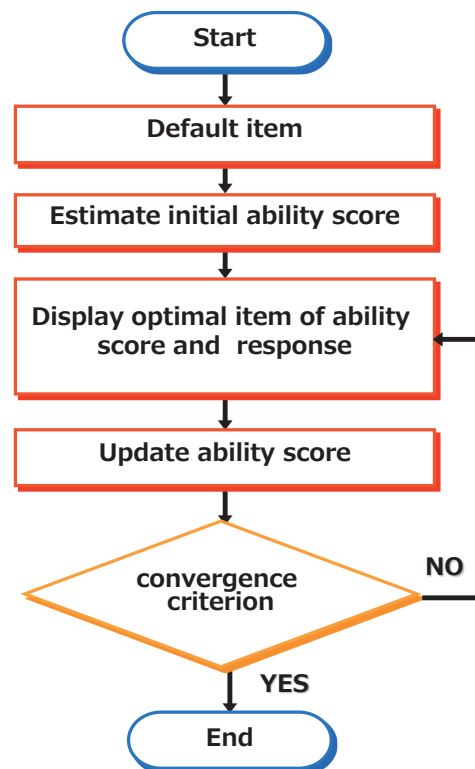 Start
Default item
Estimate initial ability score
Display optimal item of ability
score and response
Update ability score
convergence
criterion
NO
YES
End